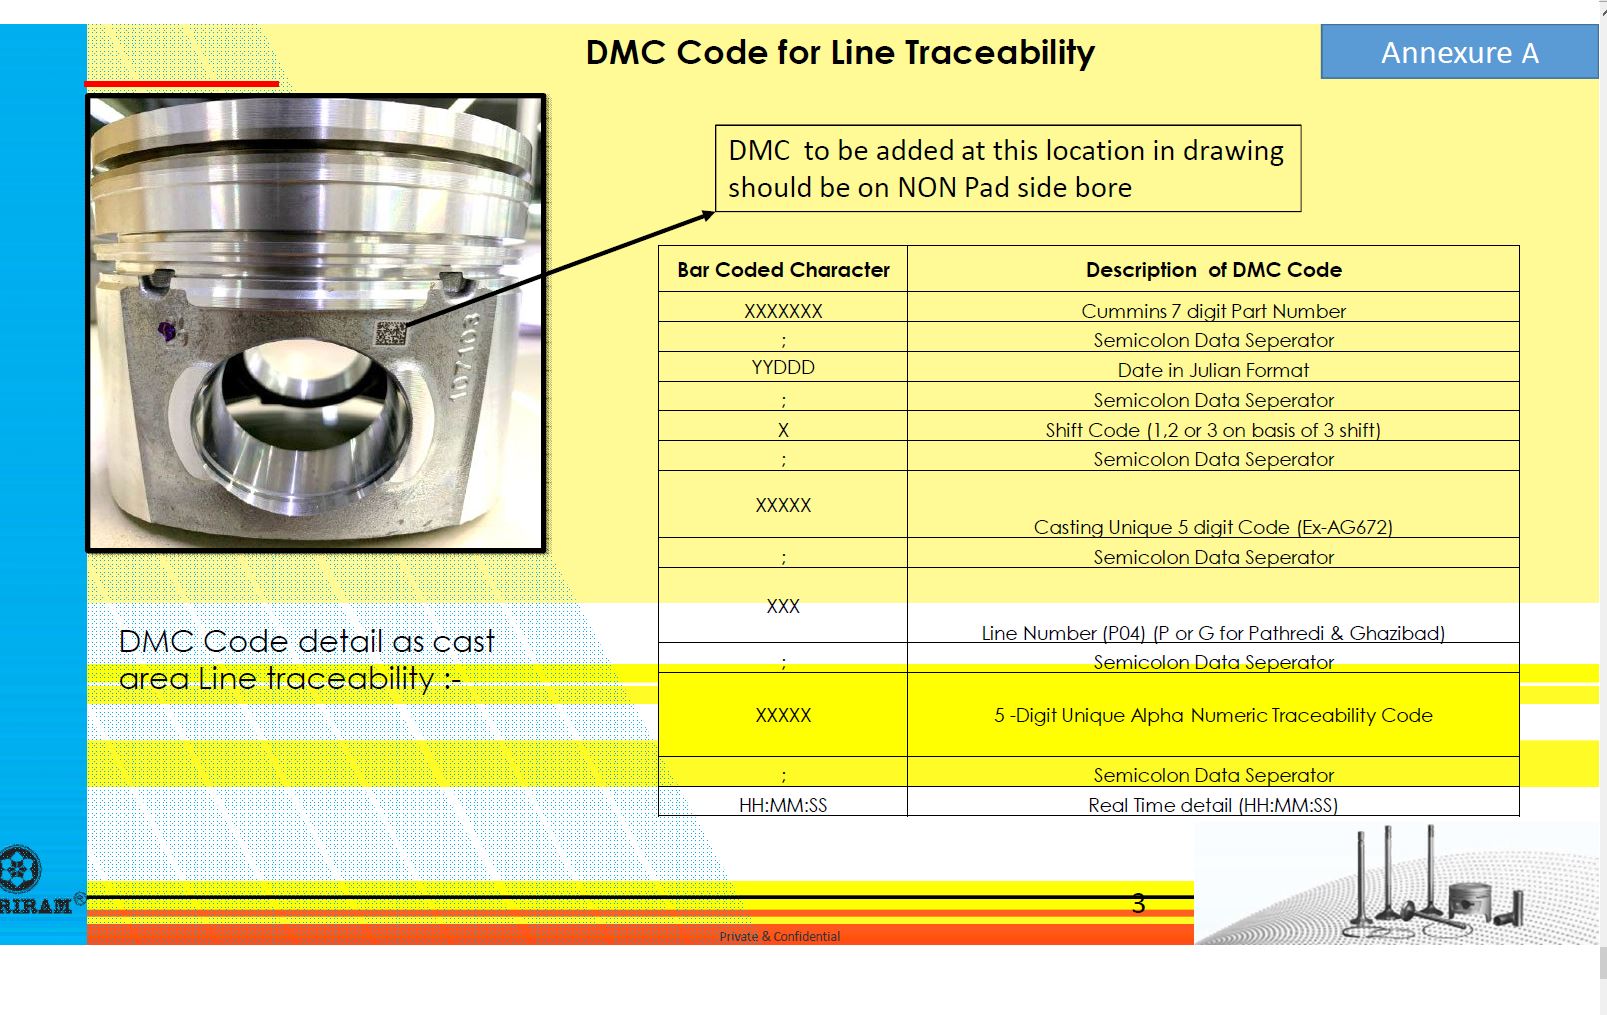 DMC Code for Line Traceability
Annexure A
DMC to be added at this location in drawing
should be on NON Pad side bore
107103
Bar Coded Character Description of DMC Code
XXXXXXX Cummins 7 digit Part Number
; Semicolon Data Seperator
YYDDD Date in Julian Format
; Semicolon Data Seperator
X Shift Code (1,2 or 3 on basis of 3 shift)
; Semicolon Data Seperator
XXXXX Casting Unique 5 digit Code (Ex-AG672)
; Semicolon Data Seperator
XXX Line Number (P04) (P or G for Pathredi & Ghazibad)
; Semicolon Data Seperator
XXXXX 5 -Digit Unique Alpha Numeric Traceability Code
; Semicolon Data Seperator
HH:MM:SS Real Time detail (HH:MM:SS)
DMC Code detail as cast
area Line traceability :-
RIRAM®
3
Private & Confidential